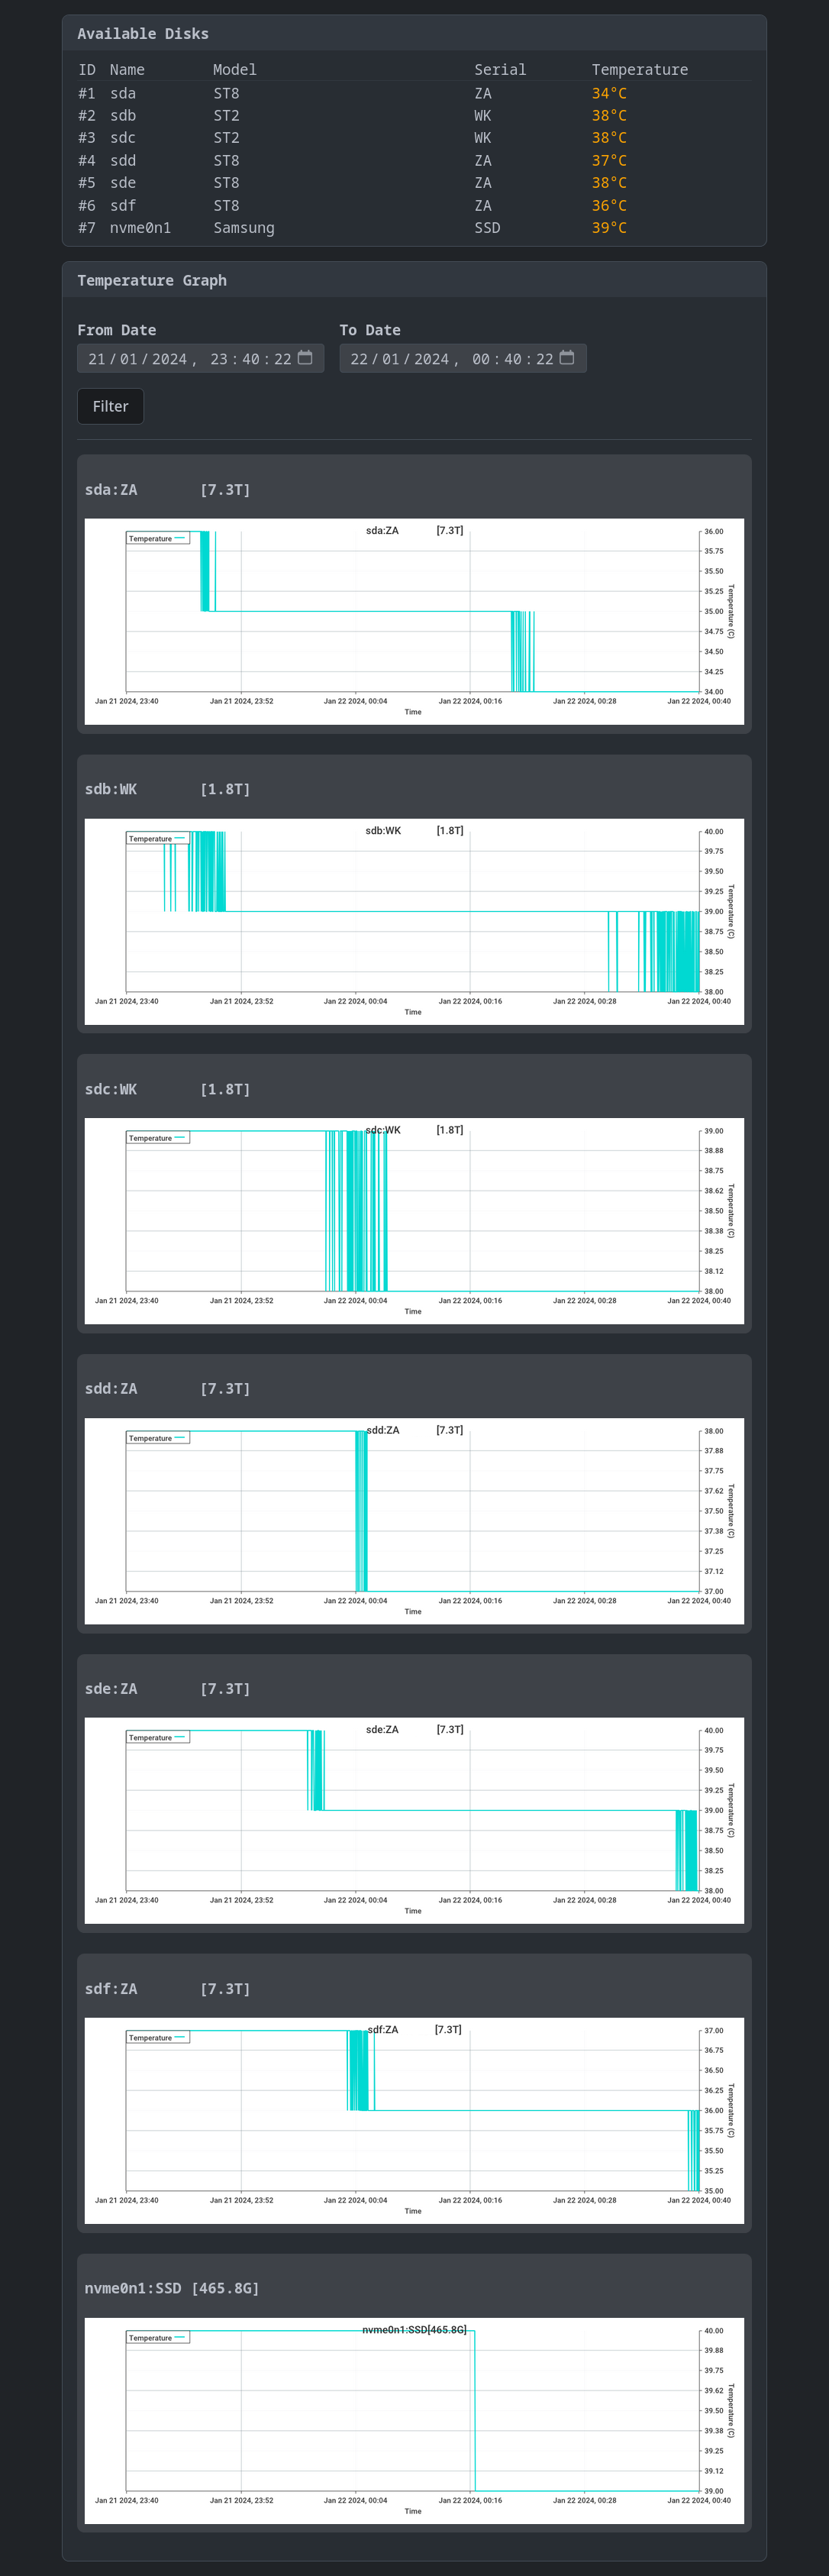 Available Disks
ID Name Model Serial Temperature
#1 sda ST8 ZA 34°C
#2 sdb ST2 WK 38°C
#3 sdc ST2 WK 38°C
#4 sdd ST8 ZA 37°C
#5 sde ST8 ZA 38°C
#6 sdf ST8 ZA 36°C
#7 nvme0n1 Samsung SSD 39°C
Temperature Graph
From Date To Date
21/01/2024, 23:40:22 22/01/2024, 00:40:22
Filter
sda:ZA [7.3T]
sda:ZA [7.3T]
Temperature
36.00
35.75
35.50
35.25
35.00
34.75
34.50
34.25
34.00
Temperature (C)
Jan 21 2024, 23:40 Jan 21 2024, 23:52 Jan 22 2024, 00:04 Jan 22 2024, 00:16 Jan 22 2024, 00:28 Jan 22 2024, 00:40
Time
sdb:WK [1.8T]
sdb:WK [1.8T]
Temperature
40.00
39.75
39.50
39.25
39.00
38.75
38.50
38.25
38.00
Temperature (C)
Jan 21 2024, 23:40 Jan 21 2024, 23:52 Jan 22 2024, 00:04 Jan 22 2024, 00:16 Jan 22 2024, 00:28 Jan 22 2024, 00:40
Time
sdc:WK [1.8T]
sdc:WK [1.8T]
Temperature
39.00
38.88
38.75
38.62
38.50
38.38
38.25
38.12
38.00
Temperature (C)
Jan 21 2024, 23:40 Jan 21 2024, 23:52 Jan 22 2024, 00:04 Jan 22 2024, 00:16 Jan 22 2024, 00:28 Jan 22 2024, 00:40
Time
sdd:ZA [7.3T]
sdd:ZA [7.3T]
Temperature
38.00
37.88
37.75
37.62
37.50
37.38
37.25
37.12
37.00
Temperature (C)
Jan 21 2024, 23:40 Jan 21 2024, 23:52 Jan 22 2024, 00:04 Jan 22 2024, 00:16 Jan 22 2024, 00:28 Jan 22 2024, 00:40
Time
sde:ZA [7.3T]
sde:ZA [7.3T]
Temperature
40.00
39.75
39.50
39.25
39.00
38.75
38.50
38.25
38.00
Temperature (C)
Jan 21 2024, 23:40 Jan 21 2024, 23:52 Jan 22 2024, 00:04 Jan 22 2024, 00:16 Jan 22 2024, 00:28 Jan 22 2024, 00:40
Time
sdf:ZA [7.3T]
sdf:ZA [7.3T]
Temperature
37.00
36.75
36.50
36.25
36.00
35.75
35.50
35.25
35.00
Temperature (C)
Jan 21 2024, 23:40 Jan 21 2024, 23:52 Jan 22 2024, 00:04 Jan 22 2024, 00:16 Jan 22 2024, 00:28 Jan 22 2024, 00:40
Time
nvme0n1:SSD [465.8G]
nvme0n1:SSD[465.8G]
Temperature
40.00
39.88
39.75
39.62
39.50
39.38
39.25
39.12
39.00
Temperature (C)
Jan 21 2024, 23:40 Jan 21 2024, 23:52 Jan 22 2024, 00:04 Jan 22 2024, 00:16 Jan 22 2024, 00:28 Jan 22 2024, 00:40
Time